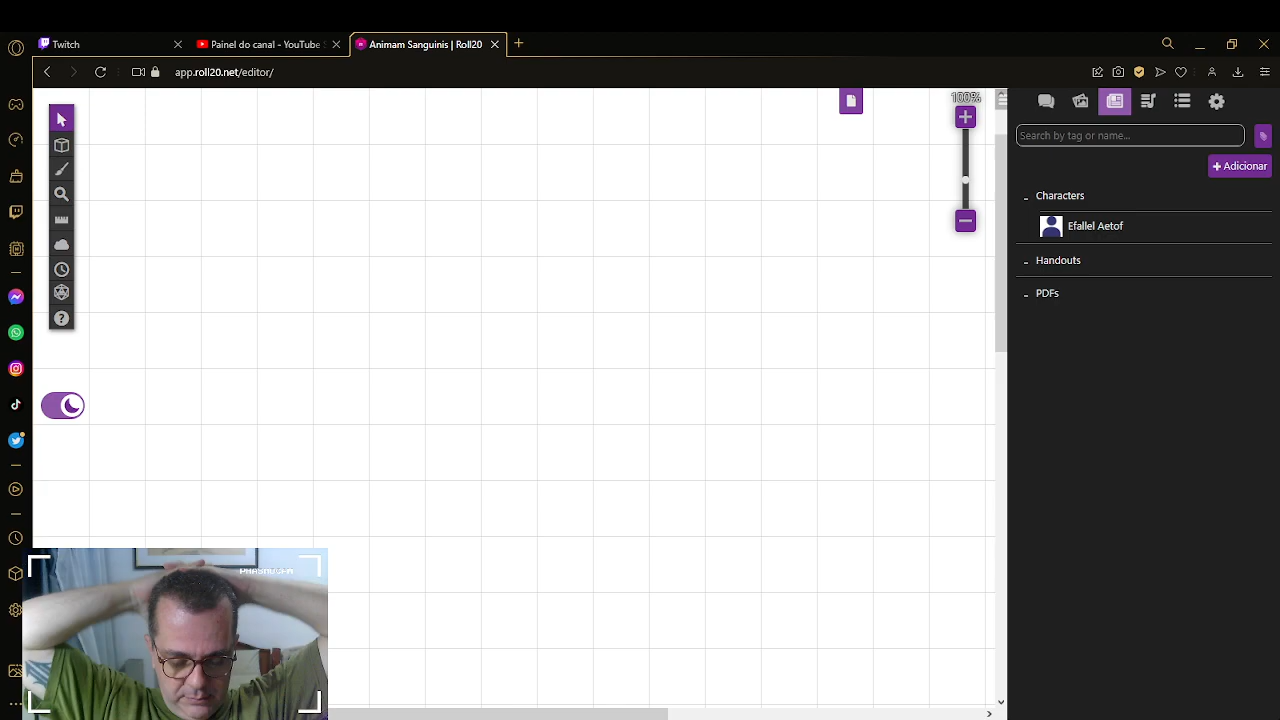 Twitch
Painel do canal - YouTube S
Animam Sanguinis | Roll20
app.roll20.net/editor/
100%
Search by tag or name...
+ Adicionar
Characters
Efallel Aetof
Handouts
PDFs